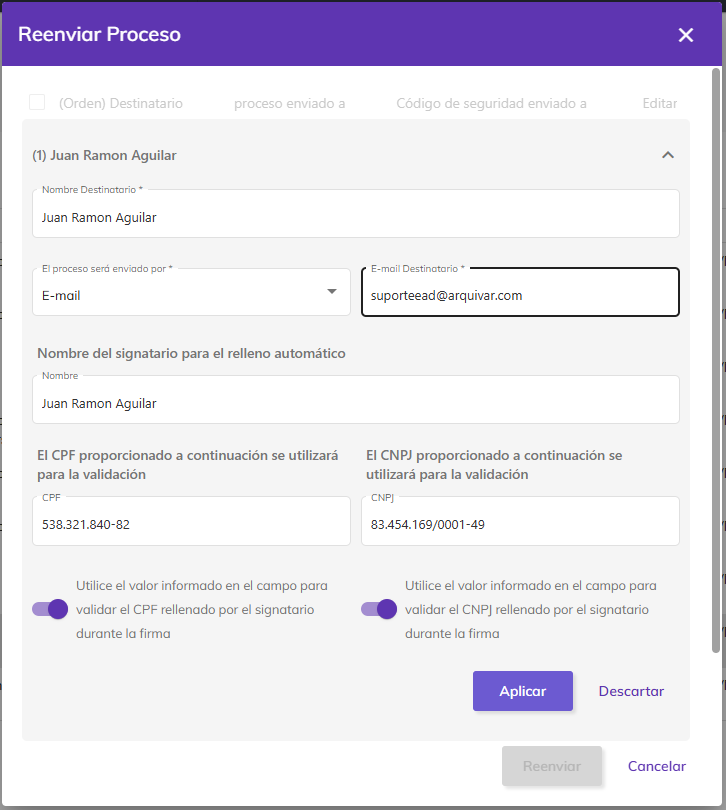 Reenviar Proceso
(Orden) Destinatario proceso enviado a Código de seguridad enviado a Editar
(1) Juan Ramon Aguilar
Nombre Destinatario *
Juan Ramon Aguilar
El proceso será enviado por * E-mail Destinatario *
E-mail suporteead@arquivar.com
Nombre del signatario para el relleno automático
Nombre
Juan Ramon Aguilar
El CPF proporcionado a continuación se utilizará
para la validación
El CNPJ proporcionado a continuación se
utilizará para la validación
CPF CNPJ
538.321.840-82 83.454.169/0001-49
Utilice el valor informado en el campo para
validar el CPF rellenado por el signatario
durante la firma
Utilice el valor informado en el campo para
validar el CNPJ rellenado por el signatario
durante la firma
Aplicar Descartar
Reenviar Cancelar